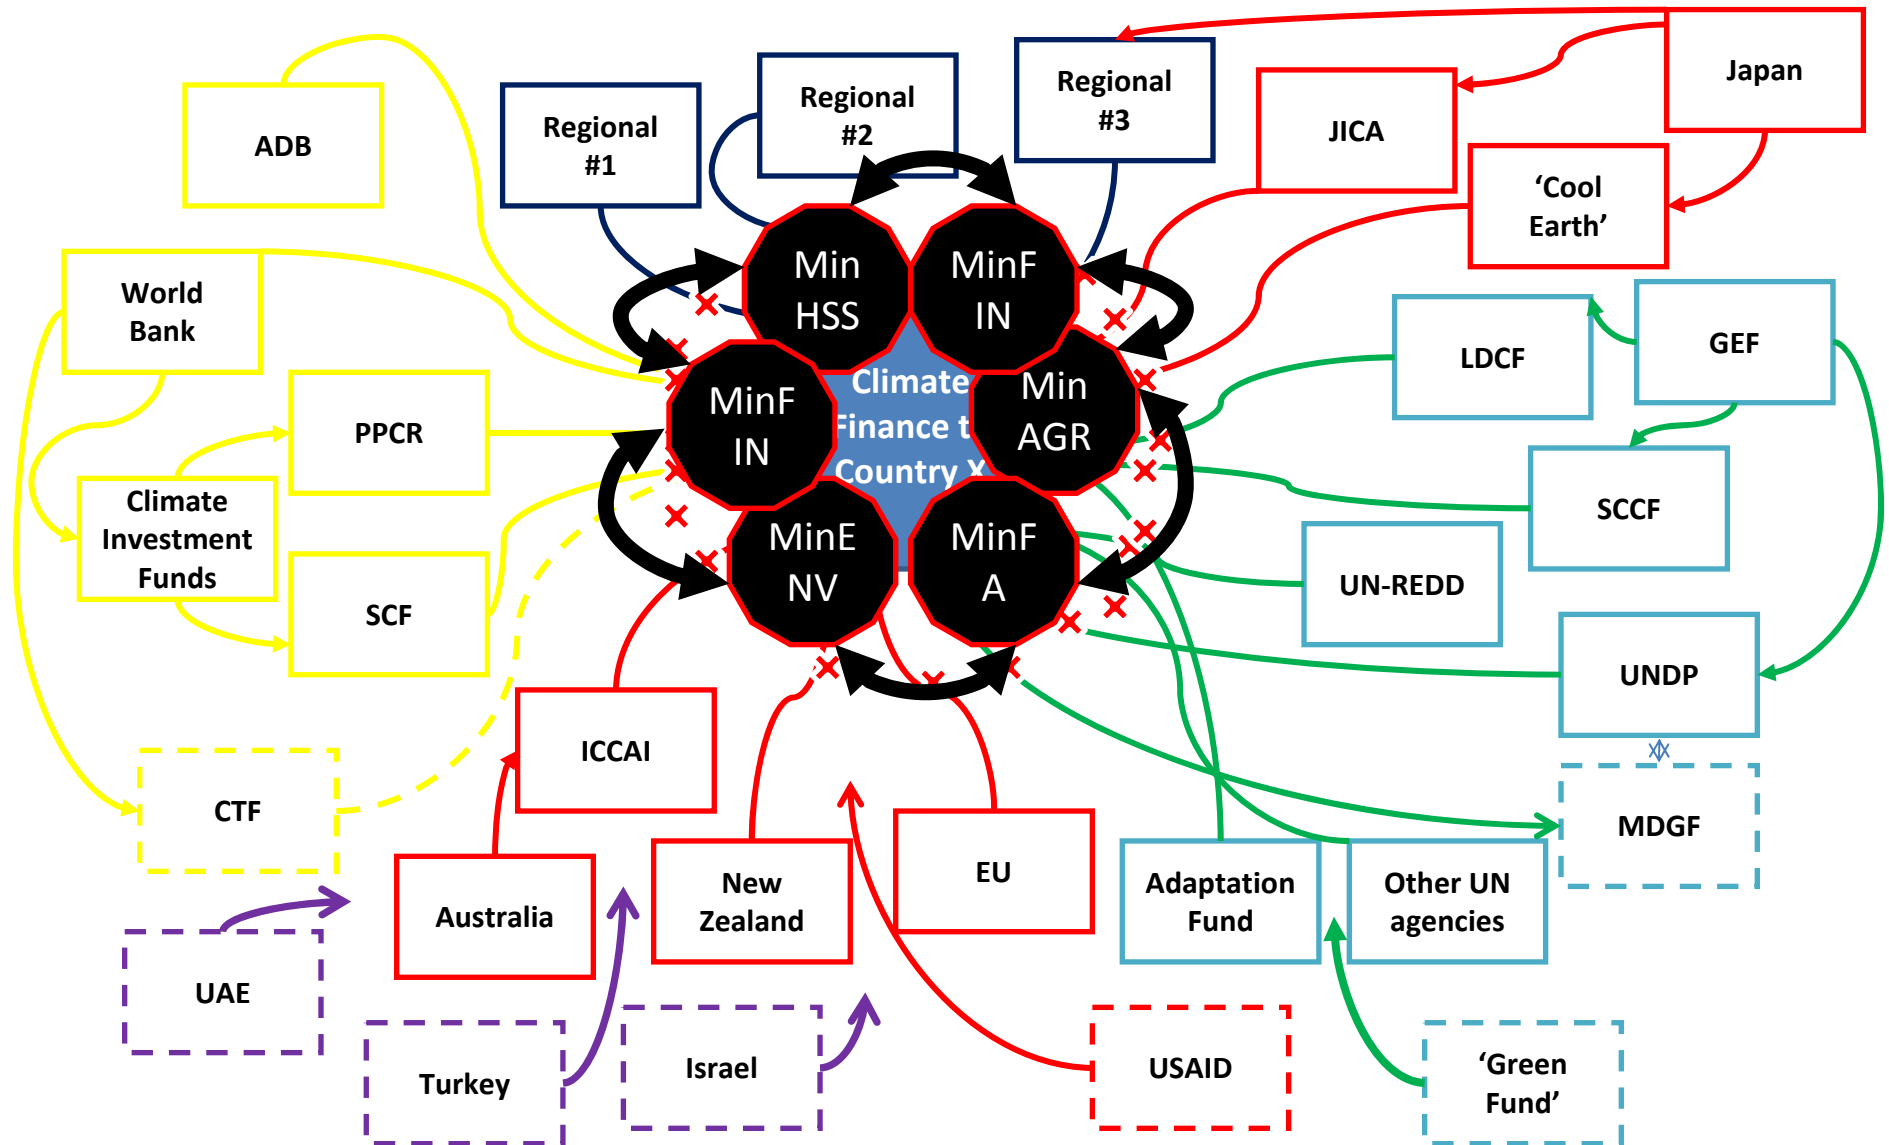 Japan
Regional
#3
Regional
#2
Regional
#1
JICA
ADB
'Cool
Earth'
Min
HSS
MinF
IN
World
Bank
LDCF
GEF
Climate
Finance t
Country X
MinF
IN
Min
AGR
PPCR
Climate
Investment
Funds
SCCF
MinE
NV
MinF
A
UN-REDD
SCF
UNDP
ICCAI
CTF
MDGF
EU
New
Zealand
Australia
Adaptation
Fund
Other UN
agencies
UAE
Turkey
Israel
USAID
'Green
Fund'